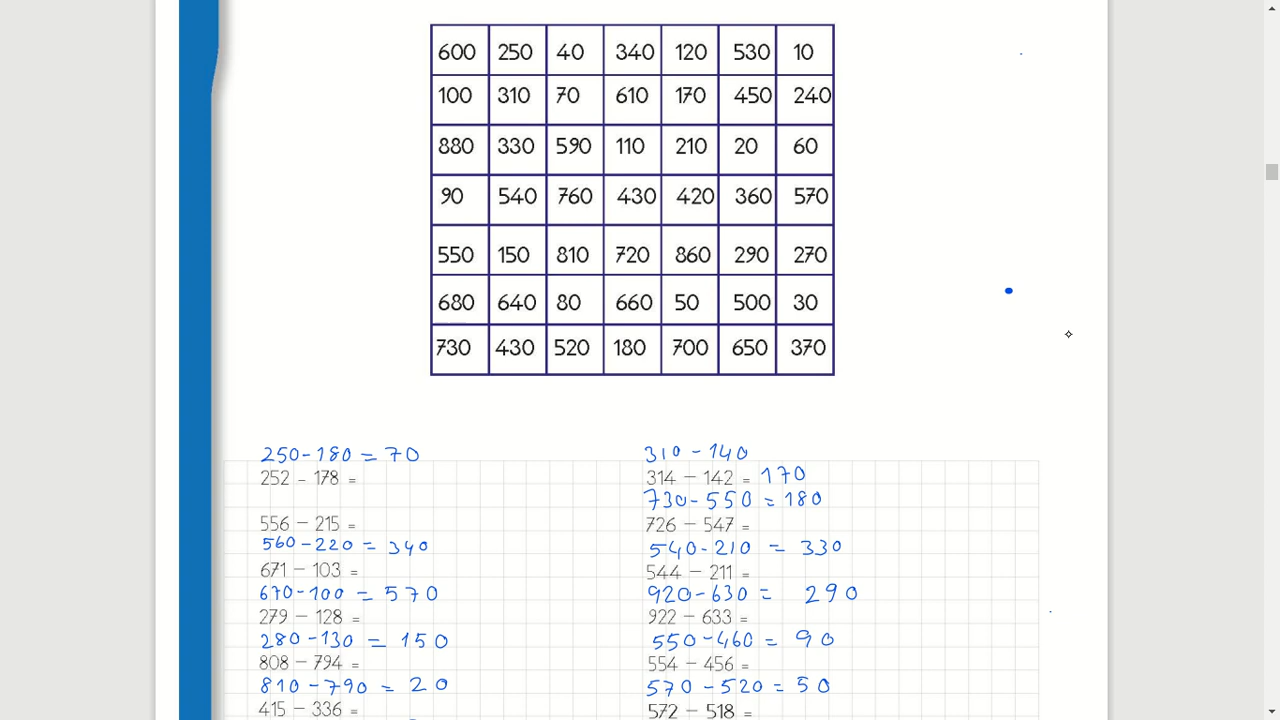 600 250 40 340 120 530 10
100 310 70 610 170 450 240
880 330 590 110 210 20 60
90 540 760 430 420 360 570
550 150 810 720 860 290 270
680 640 80 660 50 500 30
730 430 520 180 700 650 370
250-180 = 70
252 - 178 =
556 - 215 =
560-220 = 340
671 - 103 =
670-100 = 570
279 - 128 =
280-130 = 150
808 - 794 =
810-790 = 20
415 - 336 =
310 - 140
314 - 142 = 170
730-550 = 180
726 - 547 =
540-210 = 330
544 - 211 =
920-630 = 290
922 - 633 =
550-460 = 90
554 - 456 =
570-520 = 50
572 - 518 =